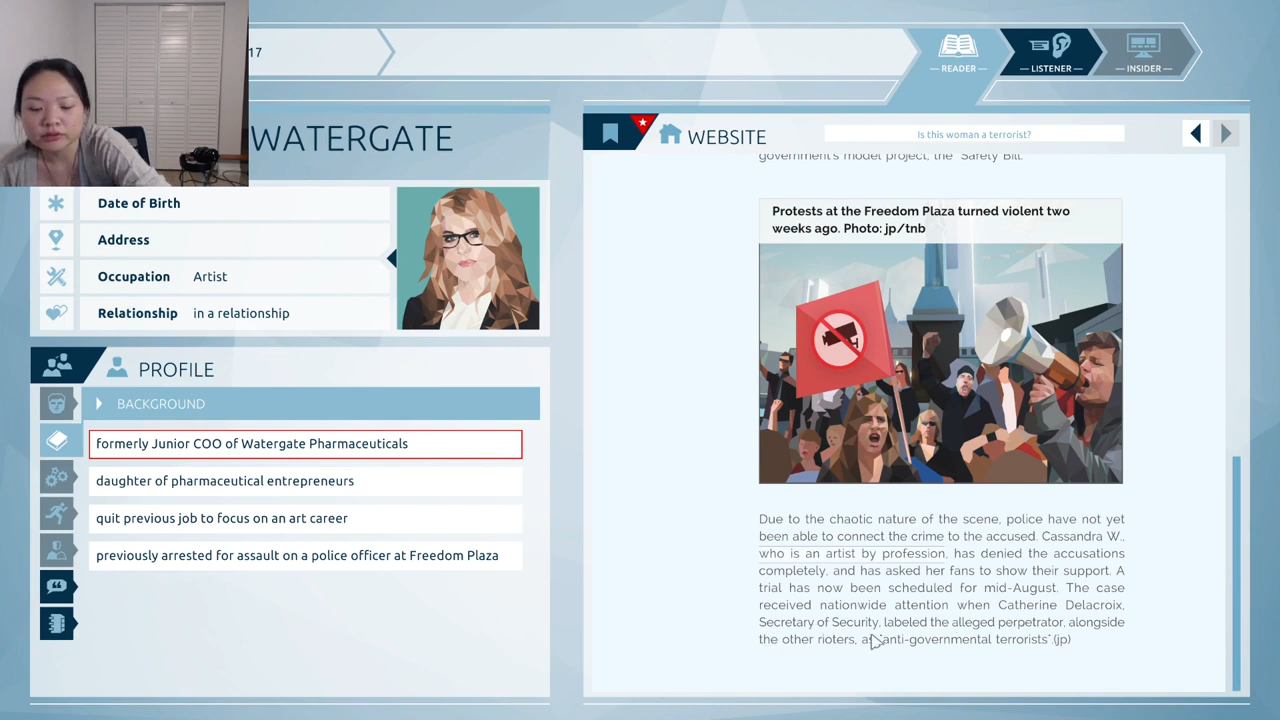 17
— READER —
— LISTENER —
— INSIDER —
WATERGATE
Date of Birth
Address
Occupation Artist
Relationship in a relationship
PROFILE
BACKGROUND
formerly Junior COO of Watergate Pharmaceuticals
daughter of pharmaceutical entrepreneurs
quit previous job to focus on an art career
previously arrested for assault on a police officer at Freedom Plaza
WEBSITE
Is this woman a terrorist?
government's model project, the "Safety Bill."
Protests at the Freedom Plaza turned violent two
weeks ago. Photo: jp/tnb
Due to the chaotic nature of the scene, police have not yet
been able to connect the crime to the accused. Cassandra W.,
who is an artist by profession, has denied the accusations
completely, and has asked her fans to show their support. A
trial has now been scheduled for mid-August. The case
received nationwide attention when Catherine Delacroix,
Secretary of Security, labeled the alleged perpetrator, alongside
the other rioters, as "anti-governmental terrorists".(jp)